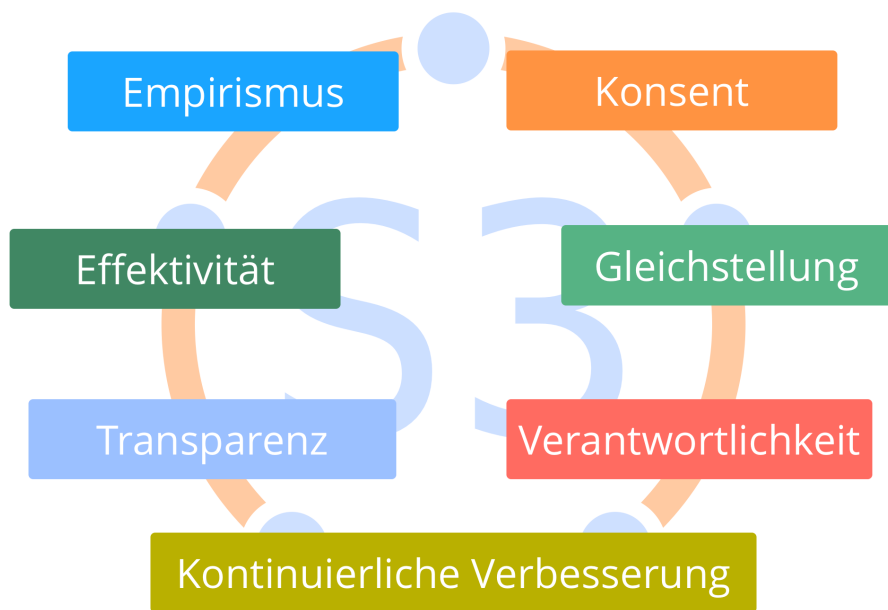 Empirismus
Konsent
Effektivität
Gleichstellung
S3
Transparenz
Verantwortlichkeit
Kontinuierliche Verbesserung